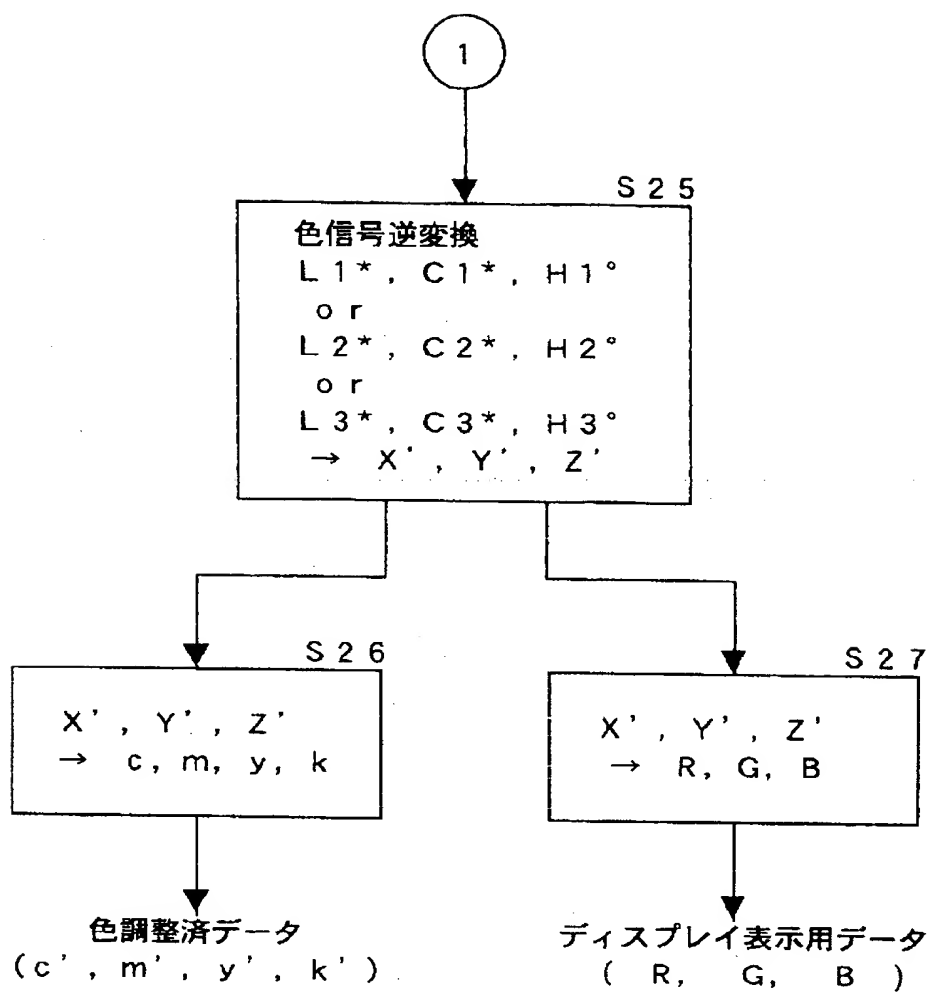 1
S25
色信号逆変換
L1*, C1*, H1°
or
L2*, C2*, H2°
or
L3*, C3*, H3°
→ X', Y', Z'
S26
X', Y', Z'
→ c, m, y, k
S27
X', Y', Z'
→ R, G, B
色調整済データ
(c', m', y', k')
ディスプレイ表示用データ
( R, G, B )